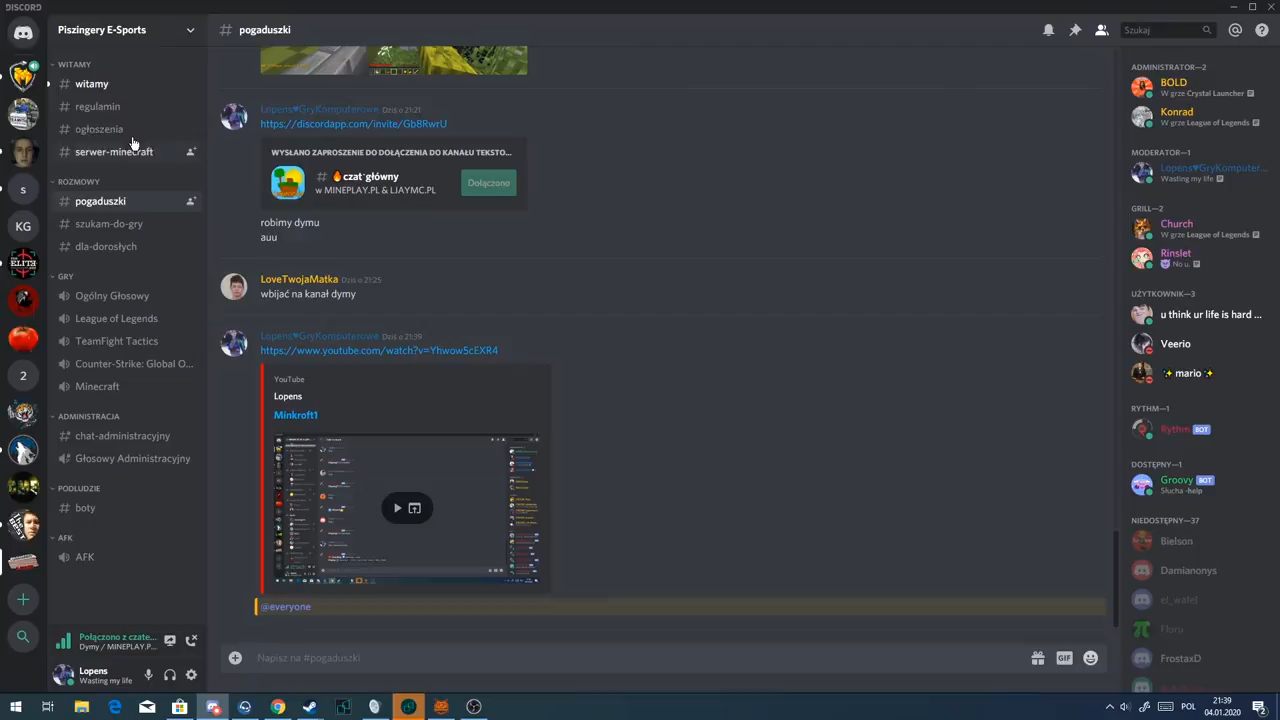 DISCORD
Piszingery E-Sports
pogaduszki
Szukaj
WITAMY
witamy
regulamin
ogłoszenia
serwer-minecraft
ROZMOWY
pogaduszki
szukam-do-gry
dla-dorosłych
GRY
Ogólny Głosowy
League of Legends
TeamFight Tactics
Counter-Strike: Global O...
Minecraft
ADMINISTRACJA
chat-administracyjny
Głosowy Administracyjny
PODLUDZIE
boty
AFK
AFK
S
KG
ELITE
2
Połączono z czate...
Dymy / MINEPLAY.P...
Lopens
Wasting my life
Lopens♥GryKomputerowe Dziś o 21:21
https://discordapp.com/invite/Gb8RwrU
WYSŁANO ZAPROSZENIE DO DOŁĄCZENIA DO KANAŁU TEKSTO...
# 🔥czat-główny
w MINEPLAY.PL & LJAYMC.PL
Dołączono
robimy dymu
auu
LoveTwojaMatka Dziś o 21:25
wbijać na kanał dymy
Lopens♥GryKomputerowe Dziś o 21:39
https://www.youtube.com/watch?v=Yhwow5cEXR4
YouTube
Lopens
Minkroft1
@everyone
Napisz na #pogaduszki
GIF
ADMINISTRATOR—2
BOLD
W grze Crystal Launcher
Konrad
W grze League of Legends
MODERATOR—1
Lopens♥GryKomputer...
Wasting my life
GRILL—2
Church
W grze League of Legends
Rinslet
😈 No u.
UŻYTKOWNIK—3
u think ur life is hard ...
Veerio
✨ mario ✨
RYTHM—1
Rythm BOT
DOSTĘPNY—1
Groovy BOT
Słucha -help
NIEDOSTĘPNY—37
Bielson
Damianonys
el_wafel
Ffloru
FrostaxD
POL
21:39
04.01.2020
2